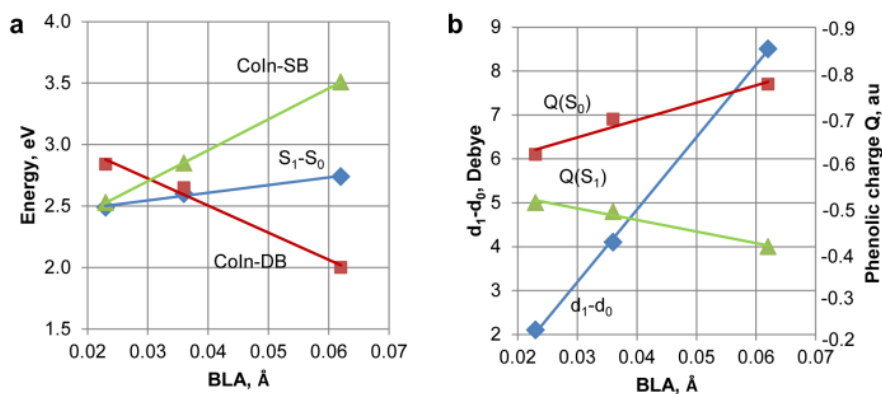 a
4.0
3.5
3.0
2.5
2.0
1.5
Energy, eV
CoIn-SB
S₁-S₀
CoIn-DB
0.02 0.03 0.04 0.05 0.06 0.07
BLA, Å
b
9
8
7
6
5
4
3
2
d₁-d₀, Debye
Q(S₀)
Q(S₁)
d₁-d₀
-0.9
-0.8
-0.7
-0.6
-0.5
-0.4
-0.3
-0.2
Phenolic charge Q, au
0.02 0.03 0.04 0.05 0.06 0.07
BLA, Å